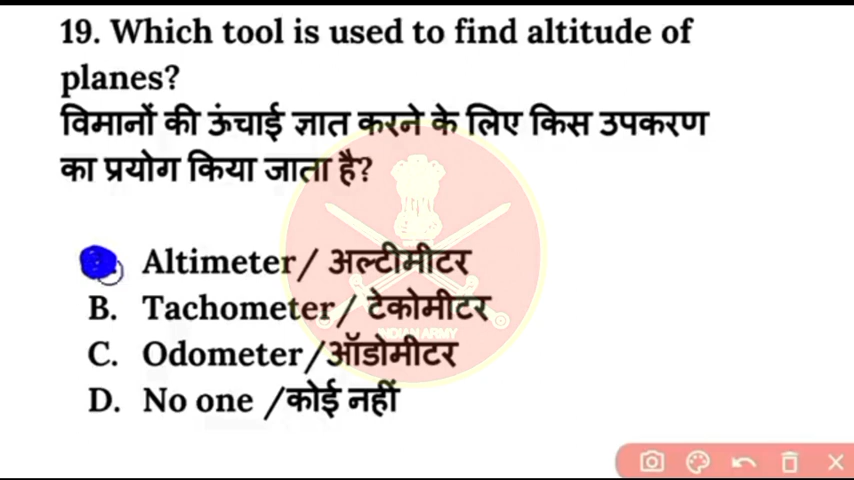 19. Which tool is used to find altitude of
planes?
विमानों की ऊंचाई ज्ञात करने के लिए किस उपकरण
का प्रयोग किया जाता है?
Altimeter/ अल्टीमीटर
B. Tachometer/ टेकोमीटर
INDIAN ARMY
C. Odometer/ऑडोमीटर
D. No one /कोई नहीं